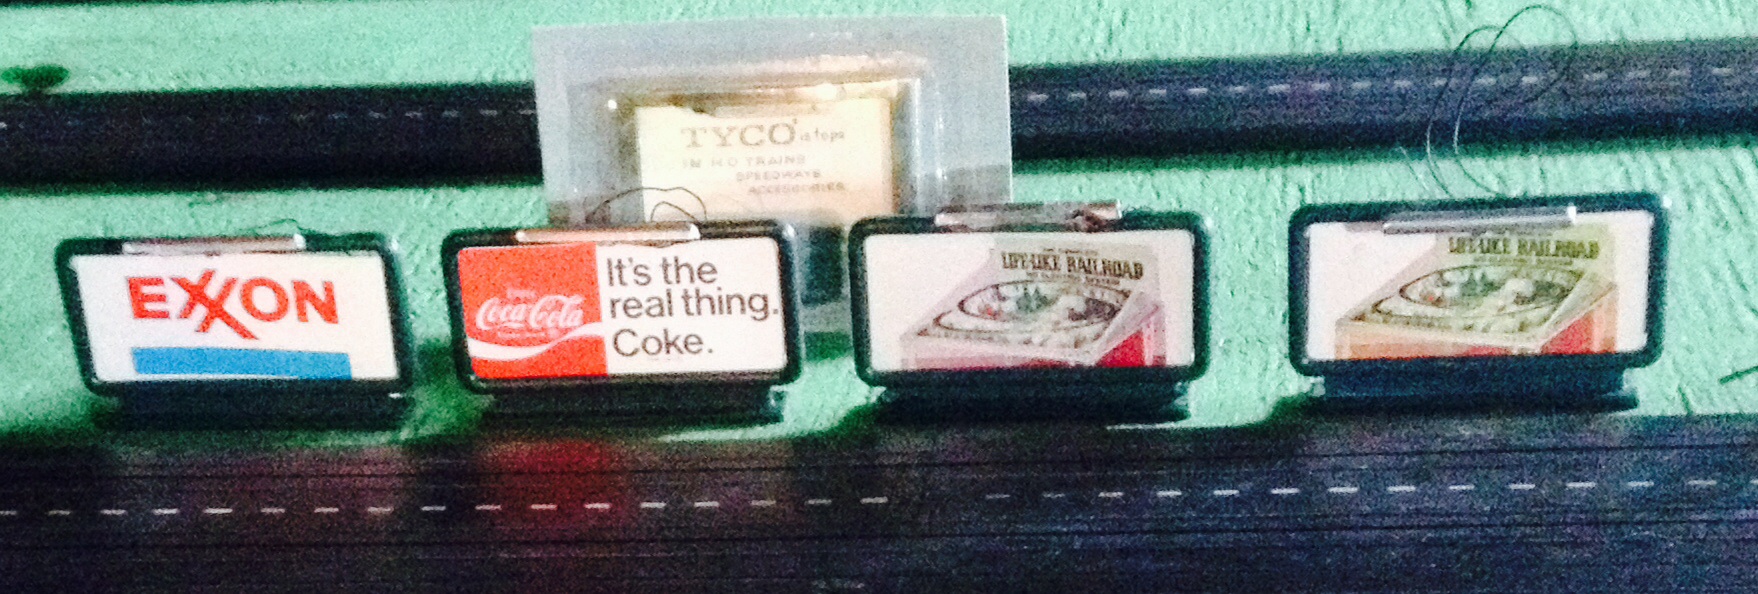 TYCO is tops
IN HO TRAINS
SPEEDWAYS
ACCESSORIES
EXXON
Coca-Cola
It's the
real thing.
Coke.
LIFE-LIKE RAILROAD
LIFE-LIKE RAILROAD